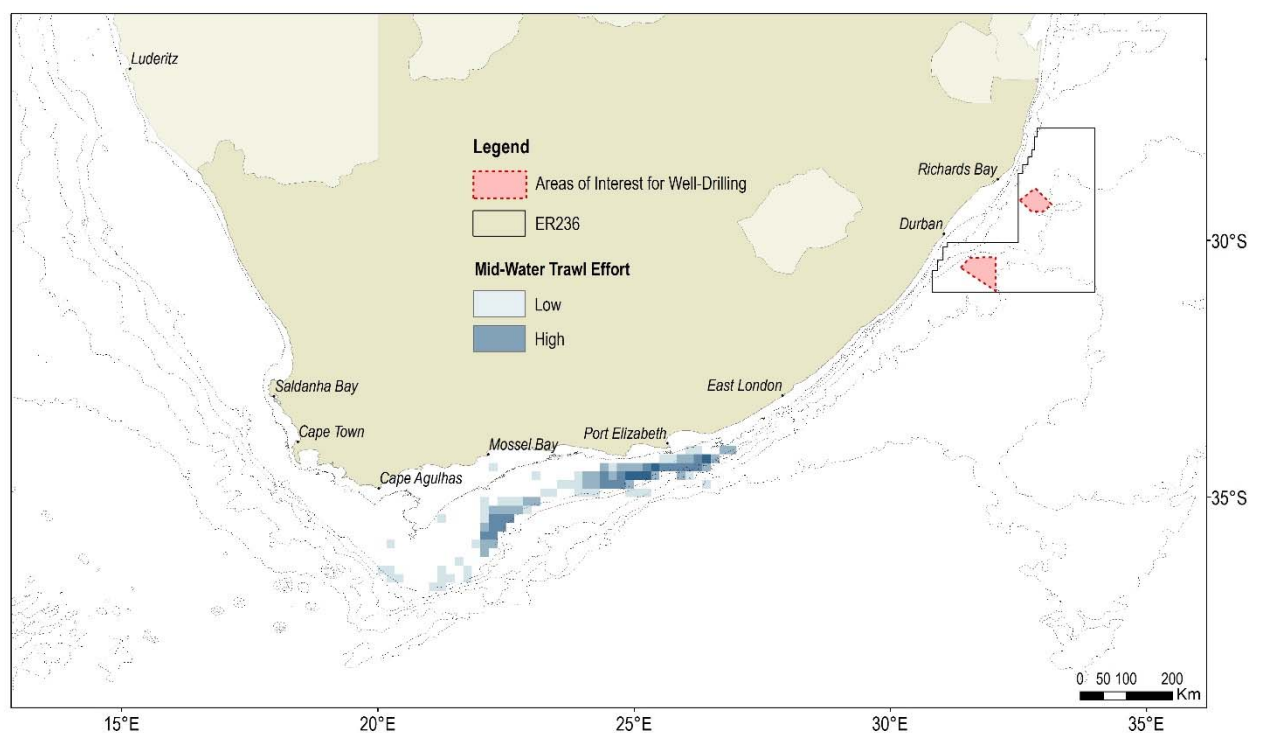 Luderitz
Legend
Areas of Interest for Well-Drilling
ER236
Mid-Water Trawl Effort
Low
High
Richards Bay
Durban
30°S
East London
Saldanha Bay
Cape Town
Mossel Bay
Port Elizabeth
Cape Agulhas
35°S
0 50 100 200
Km
15°E 20°E 25°E 30°E 35°E